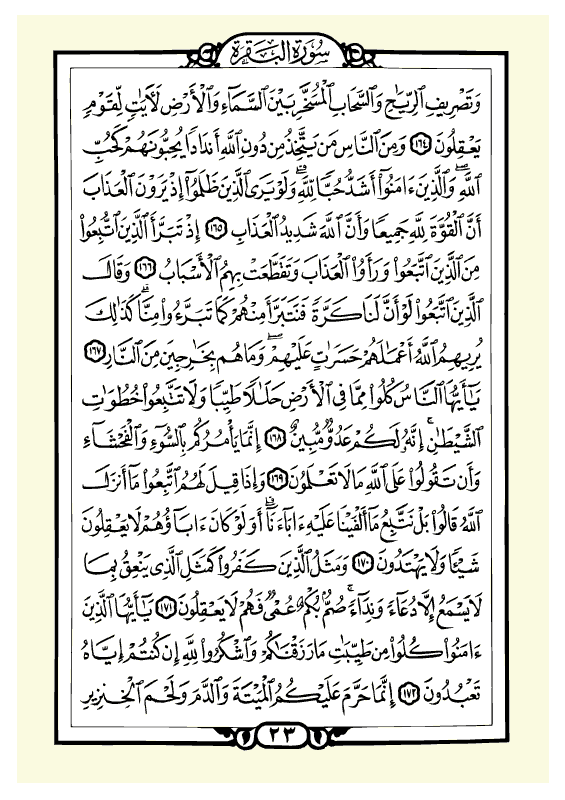 سُورَةُ البَقَرَةِ
وَتَصْرِيفِ ٱلرِّيَٰحِ وَٱلسَّحَابِ ٱلْمُسَخَّرِ بَيْنَ ٱلسَّمَآءِ وَٱلْأَرْضِ لَأٓيَٰتٍ لِّقَوْمٍ
يَعْقِلُونَ ١٦٤ وَمِنَ ٱلنَّاسِ مَن يَتَّخِذُ مِن دُونِ ٱللَّهِ أَندَادًا يُحِبُّونَهُمْ كَحُبِّ
ٱللَّهِۖ وَٱلَّذِينَ ءَامَنُوٓا۟ أَشَدُّ حُبًّا لِّلَّهِۗ وَلَوْ يَرَى ٱلَّذِينَ ظَلَمُوٓا۟ إِذْ يَرَوْنَ ٱلْعَذَابَ
أَنَّ ٱلْقُوَّةَ لِلَّهِ جَمِيعًا وَأَنَّ ٱللَّهَ شَدِيدُ ٱلْعَذَابِ ١٦٥ إِذْ تَبَرَّأَ ٱلَّذِينَ ٱتُّبِعُوا۟
مِنَ ٱلَّذِينَ ٱتَّبَعُوا۟ وَرَأَوُا۟ ٱلْعَذَابَ وَتَقَطَّعَتْ بِهِمُ ٱلْأَسْبَابُ ١٦٦ وَقَالَ
ٱلَّذِينَ ٱتَّبَعُوا۟ لَوْ أَنَّ لَنَا كَرَّةً فَنَتَبَرَّأَ مِنْهُمْ كَمَا تَبَرَّءُوا۟ مِنَّاۗ كَذَٰلِكَ
يُرِيهِمُ ٱللَّهُ أَعْمَٰلَهُمْ حَسَرَٰتٍ عَلَيْهِمْۖ وَمَا هُم بِخَٰرِجِينَ مِنَ ٱلنَّارِ ١٦٧
يَٰٓأَيُّهَا ٱلنَّاسُ كُلُوا۟ مِمَّا فِى ٱلْأَرْضِ حَلَٰلًا طَيِّبًا وَلَا تَتَّبِعُوا۟ خُطُوَٰتِ
ٱلشَّيْطَٰنِۚ إِنَّهُۥ لَكُمْ عَدُوٌّ مُّبِينٌ ١٦٨ إِنَّمَا يَأْمُرُكُم بِٱلسُّوٓءِ وَٱلْفَحْشَآءِ
وَأَن تَقُولُوا۟ عَلَى ٱللَّهِ مَا لَا تَعْلَمُونَ ١٦٩ وَإِذَا قِيلَ لَهُمُ ٱتَّبِعُوا۟ مَآ أَنزَلَ
ٱللَّهُ قَالُوا۟ بَلْ نَتَّبِعُ مَآ أَلْفَيْنَا عَلَيْهِ ءَابَآءَنَآۗ أَوَلَوْ كَانَ ءَابَآؤُهُمْ لَا يَعْقِلُونَ
شَيْـًٔا وَلَا يَهْتَدُونَ ١٧٠ وَمَثَلُ ٱلَّذِينَ كَفَرُوا۟ كَمَثَلِ ٱلَّذِى يَنْعِقُ بِمَا
لَا يَسْمَعُ إِلَّا دُعَآءً وَنِدَآءًۚ صُمٌّۢ بُكْمٌ عُمْىٌ فَهُمْ لَا يَعْقِلُونَ ١٧١ يَٰٓأَيُّهَا ٱلَّذِينَ
ءَامَنُوا۟ كُلُوا۟ مِن طَيِّبَٰتِ مَا رَزَقْنَٰكُمْ وَٱشْكُرُوا۟ لِلَّهِ إِن كُنتُمْ إِيَّاهُ
تَعْبُدُونَ ١٧٢ إِنَّمَا حَرَّمَ عَلَيْكُمُ ٱلْمَيْتَةَ وَٱلدَّمَ وَلَحْمَ ٱلْخِنزِيرِ
٢٣